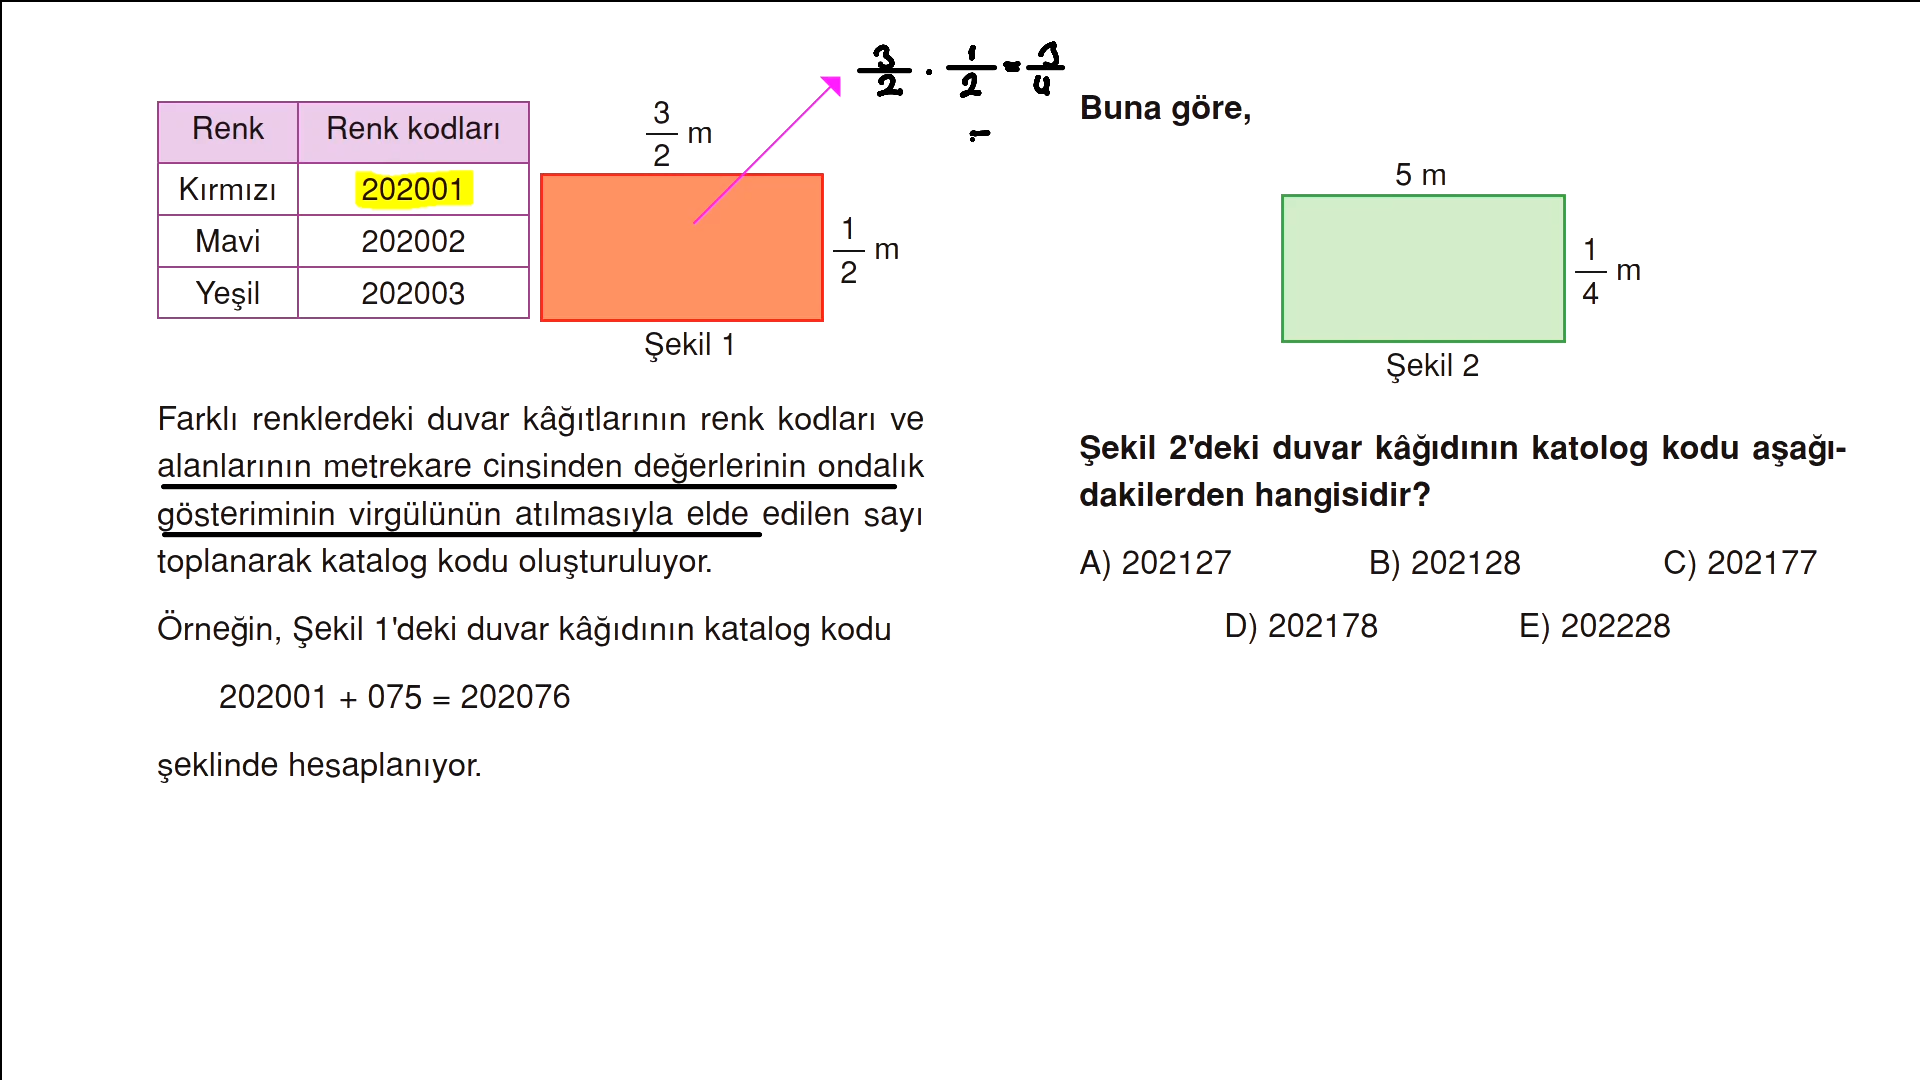 Renk Renk kodları
Kırmızı 202001
Mavi 202002
Yeşil 202003
3/2 m
1/2 m
Şekil 1
3/2 . 1/2 = 3/4
=
Farklı renklerdeki duvar kâğıtlarının renk kodları ve
alanlarının metrekare cinsinden değerlerinin ondalık
gösteriminin virgülünün atılmasıyla elde edilen sayı
toplanarak katalog kodu oluşturuluyor.
Örneğin, Şekil 1'deki duvar kâğıdının katalog kodu
202001 + 075 = 202076
şeklinde hesaplanıyor.
Buna göre,
5 m
1/4 m
Şekil 2
Şekil 2'deki duvar kâğıdının katolog kodu aşağı-
dakilerden hangisidir?
A) 202127 B) 202128 C) 202177
D) 202178 E) 202228